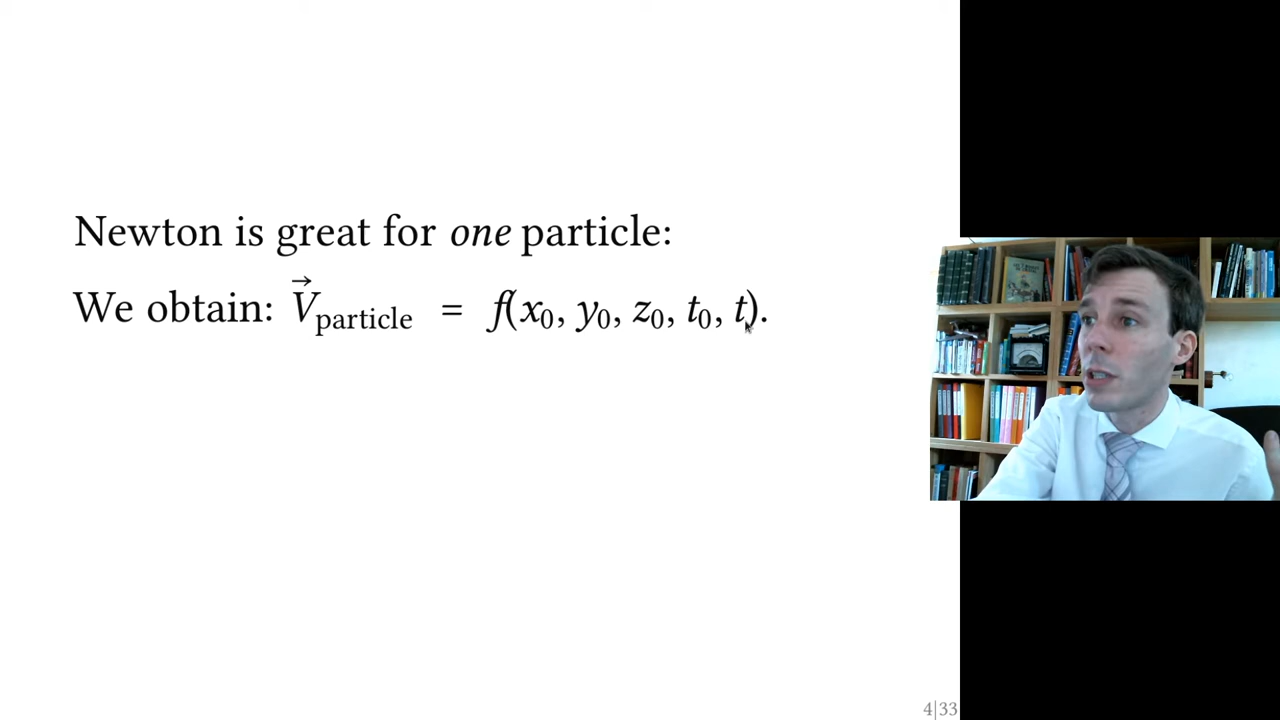 Newton is great for one particle:
We obtain: V⃗particle = f(x₀, y₀, z₀, t₀, t).
4|33